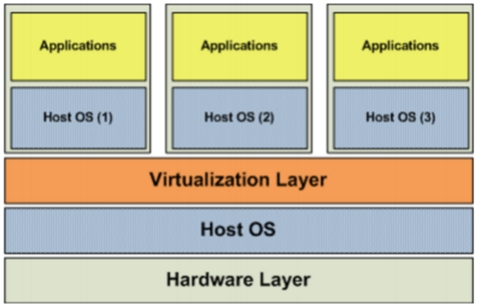 Applications
Applications
Applications
Host OS (1)
Host OS (2)
Host OS (3)
Virtualization Layer
Host OS
Hardware Layer